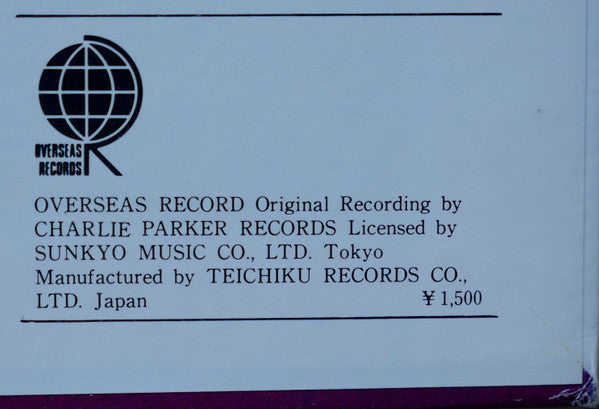 OVERSEAS
RECORDS
OVERSEAS RECORD Original Recording by
CHARLIE PARKER RECORDS Licensed by
SUNKYO MUSIC CO., LTD. Tokyo
Manufactured by TEICHIKU RECORDS CO.,
LTD. Japan ¥1,500